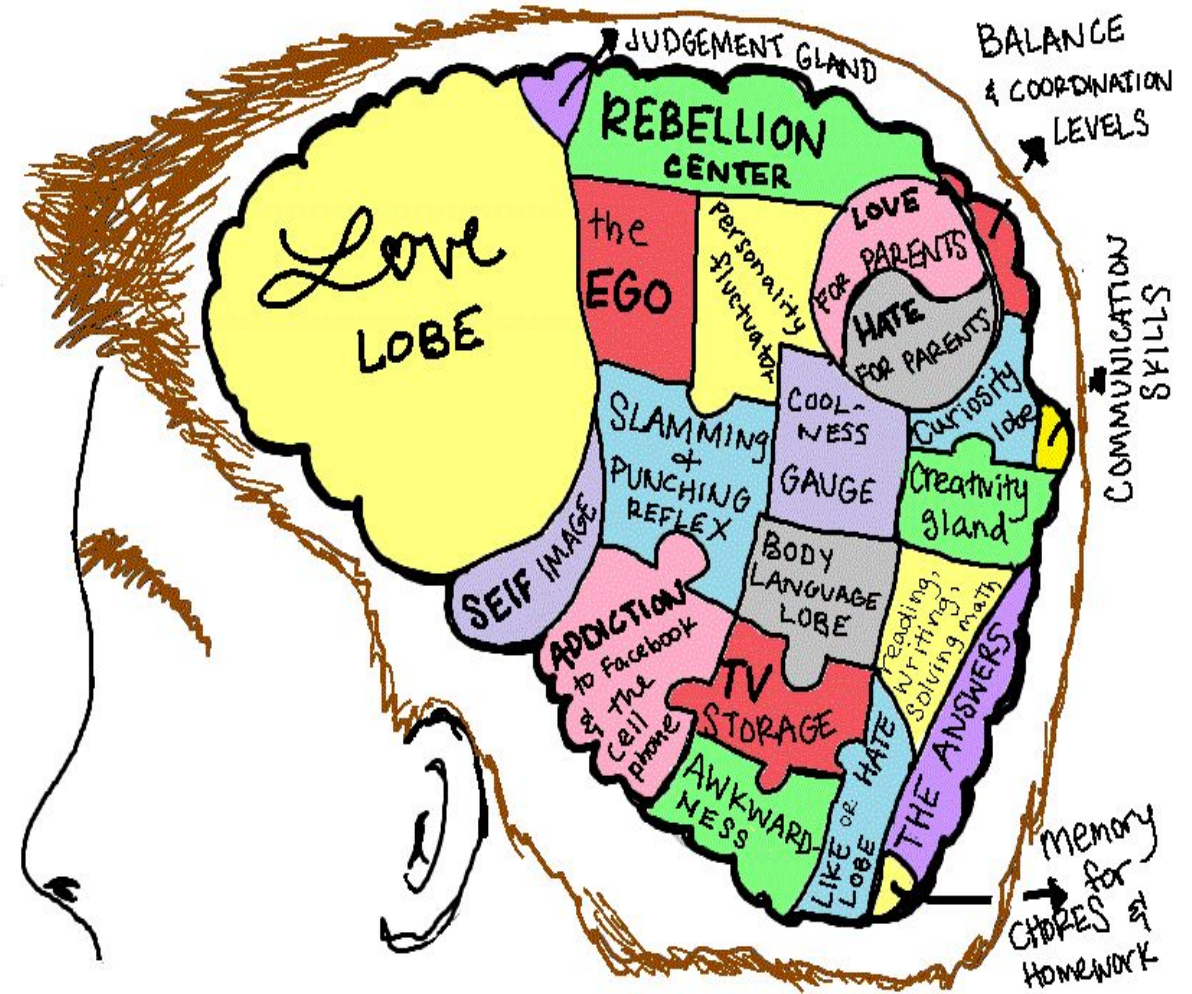 JUDGEMENT GLAND
BALANCE
& COORDINATION
LEVELS
REBELLION
CENTER
Love
LOBE
the
EGO
Personality
fluctuator
LOVE
FOR PARENTS
HATE
FOR PARENTS
COMMUNICATION
SKILLS
SLAMMING
+
PUNCHING
REFLEX
COOL-
NESS
GAUGE
Curiosity
lobe
Creativity
gland
SElF IMAGE
BODY
LANGUAGE
LOBE
reading,
writing,
solving math
ADDICTION
to Facebook
& the
cell
phone
TV
STORAGE
THE ANSWERS
AWKWARD-
NESS
LIKE OR HATE
LOBE
memory
for
CHORES &
HOmEWORK